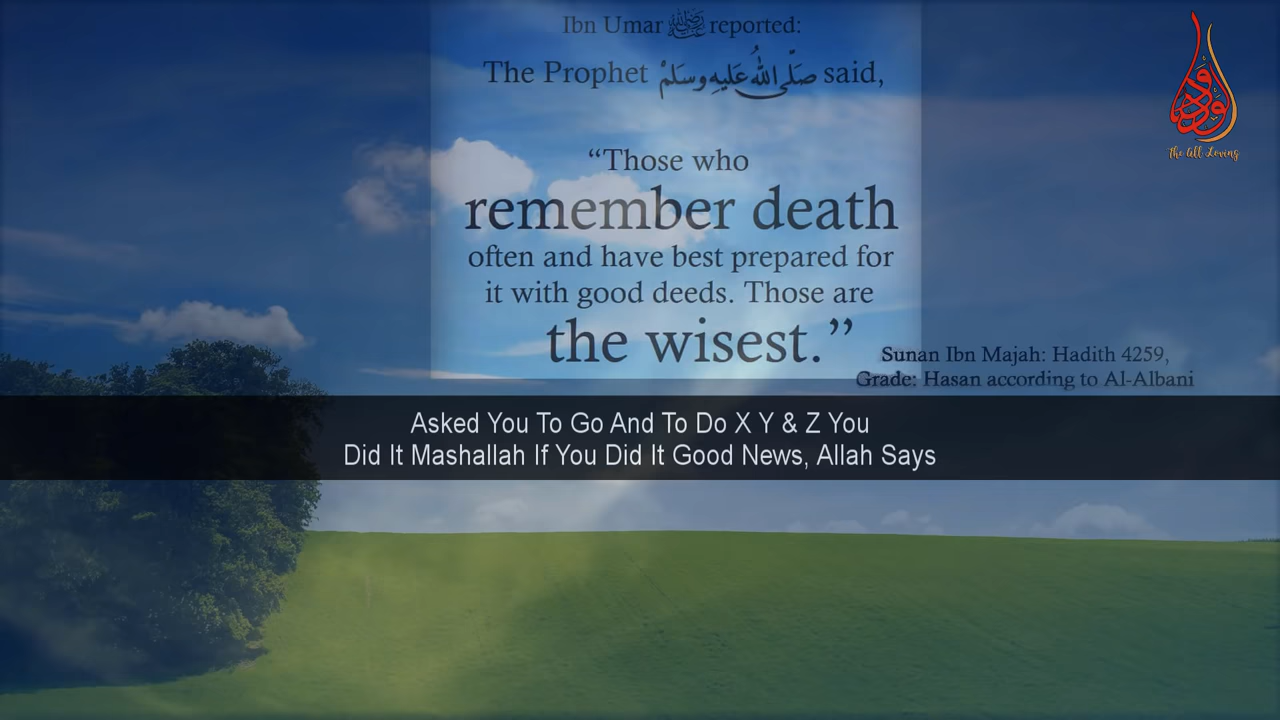 Ibn Umar رضي الله عنه reported:
The Prophet صَلَّى اللهُ عَلَيهِ وسَلَّمْ said,
“Those who
remember death
often and have best prepared for
it with good deeds. Those are
the wisest.”
Sunan Ibn Majah: Hadith 4259,
Grade: Hasan according to Al-Albani
Asked You To Go And To Do X Y & Z You
Did It Mashallah If You Did It Good News, Allah Says
The All Loving